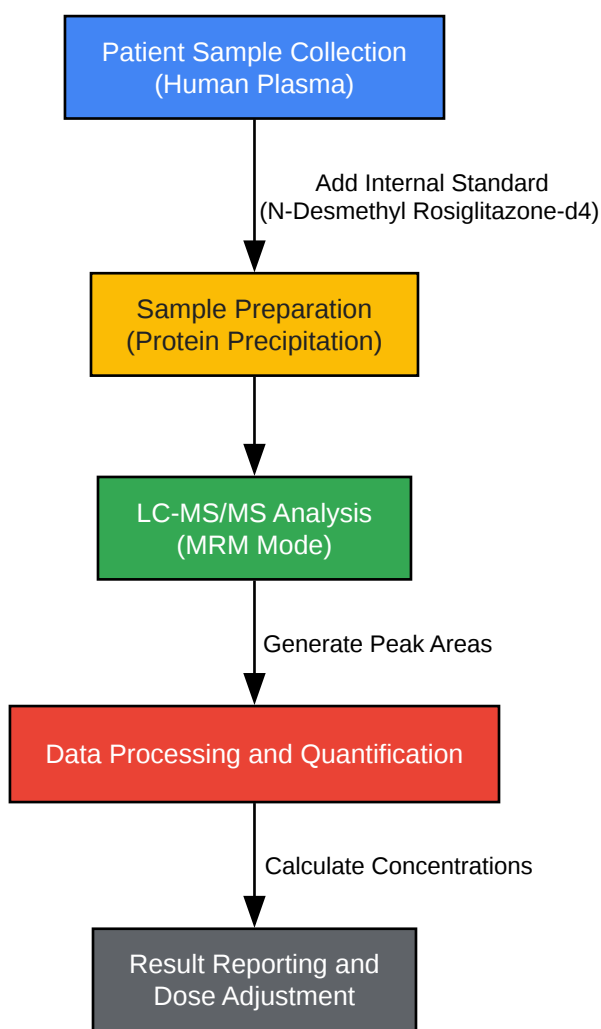 Patient Sample Collection
(Human Plasma)
Add Internal Standard
(N-Desmethyl Rosiglitazone-d4)
Sample Preparation
(Protein Precipitation)
LC-MS/MS Analysis
(MRM Mode)
Generate Peak Areas
Data Processing and Quantification
Calculate Concentrations
Result Reporting and
Dose Adjustment